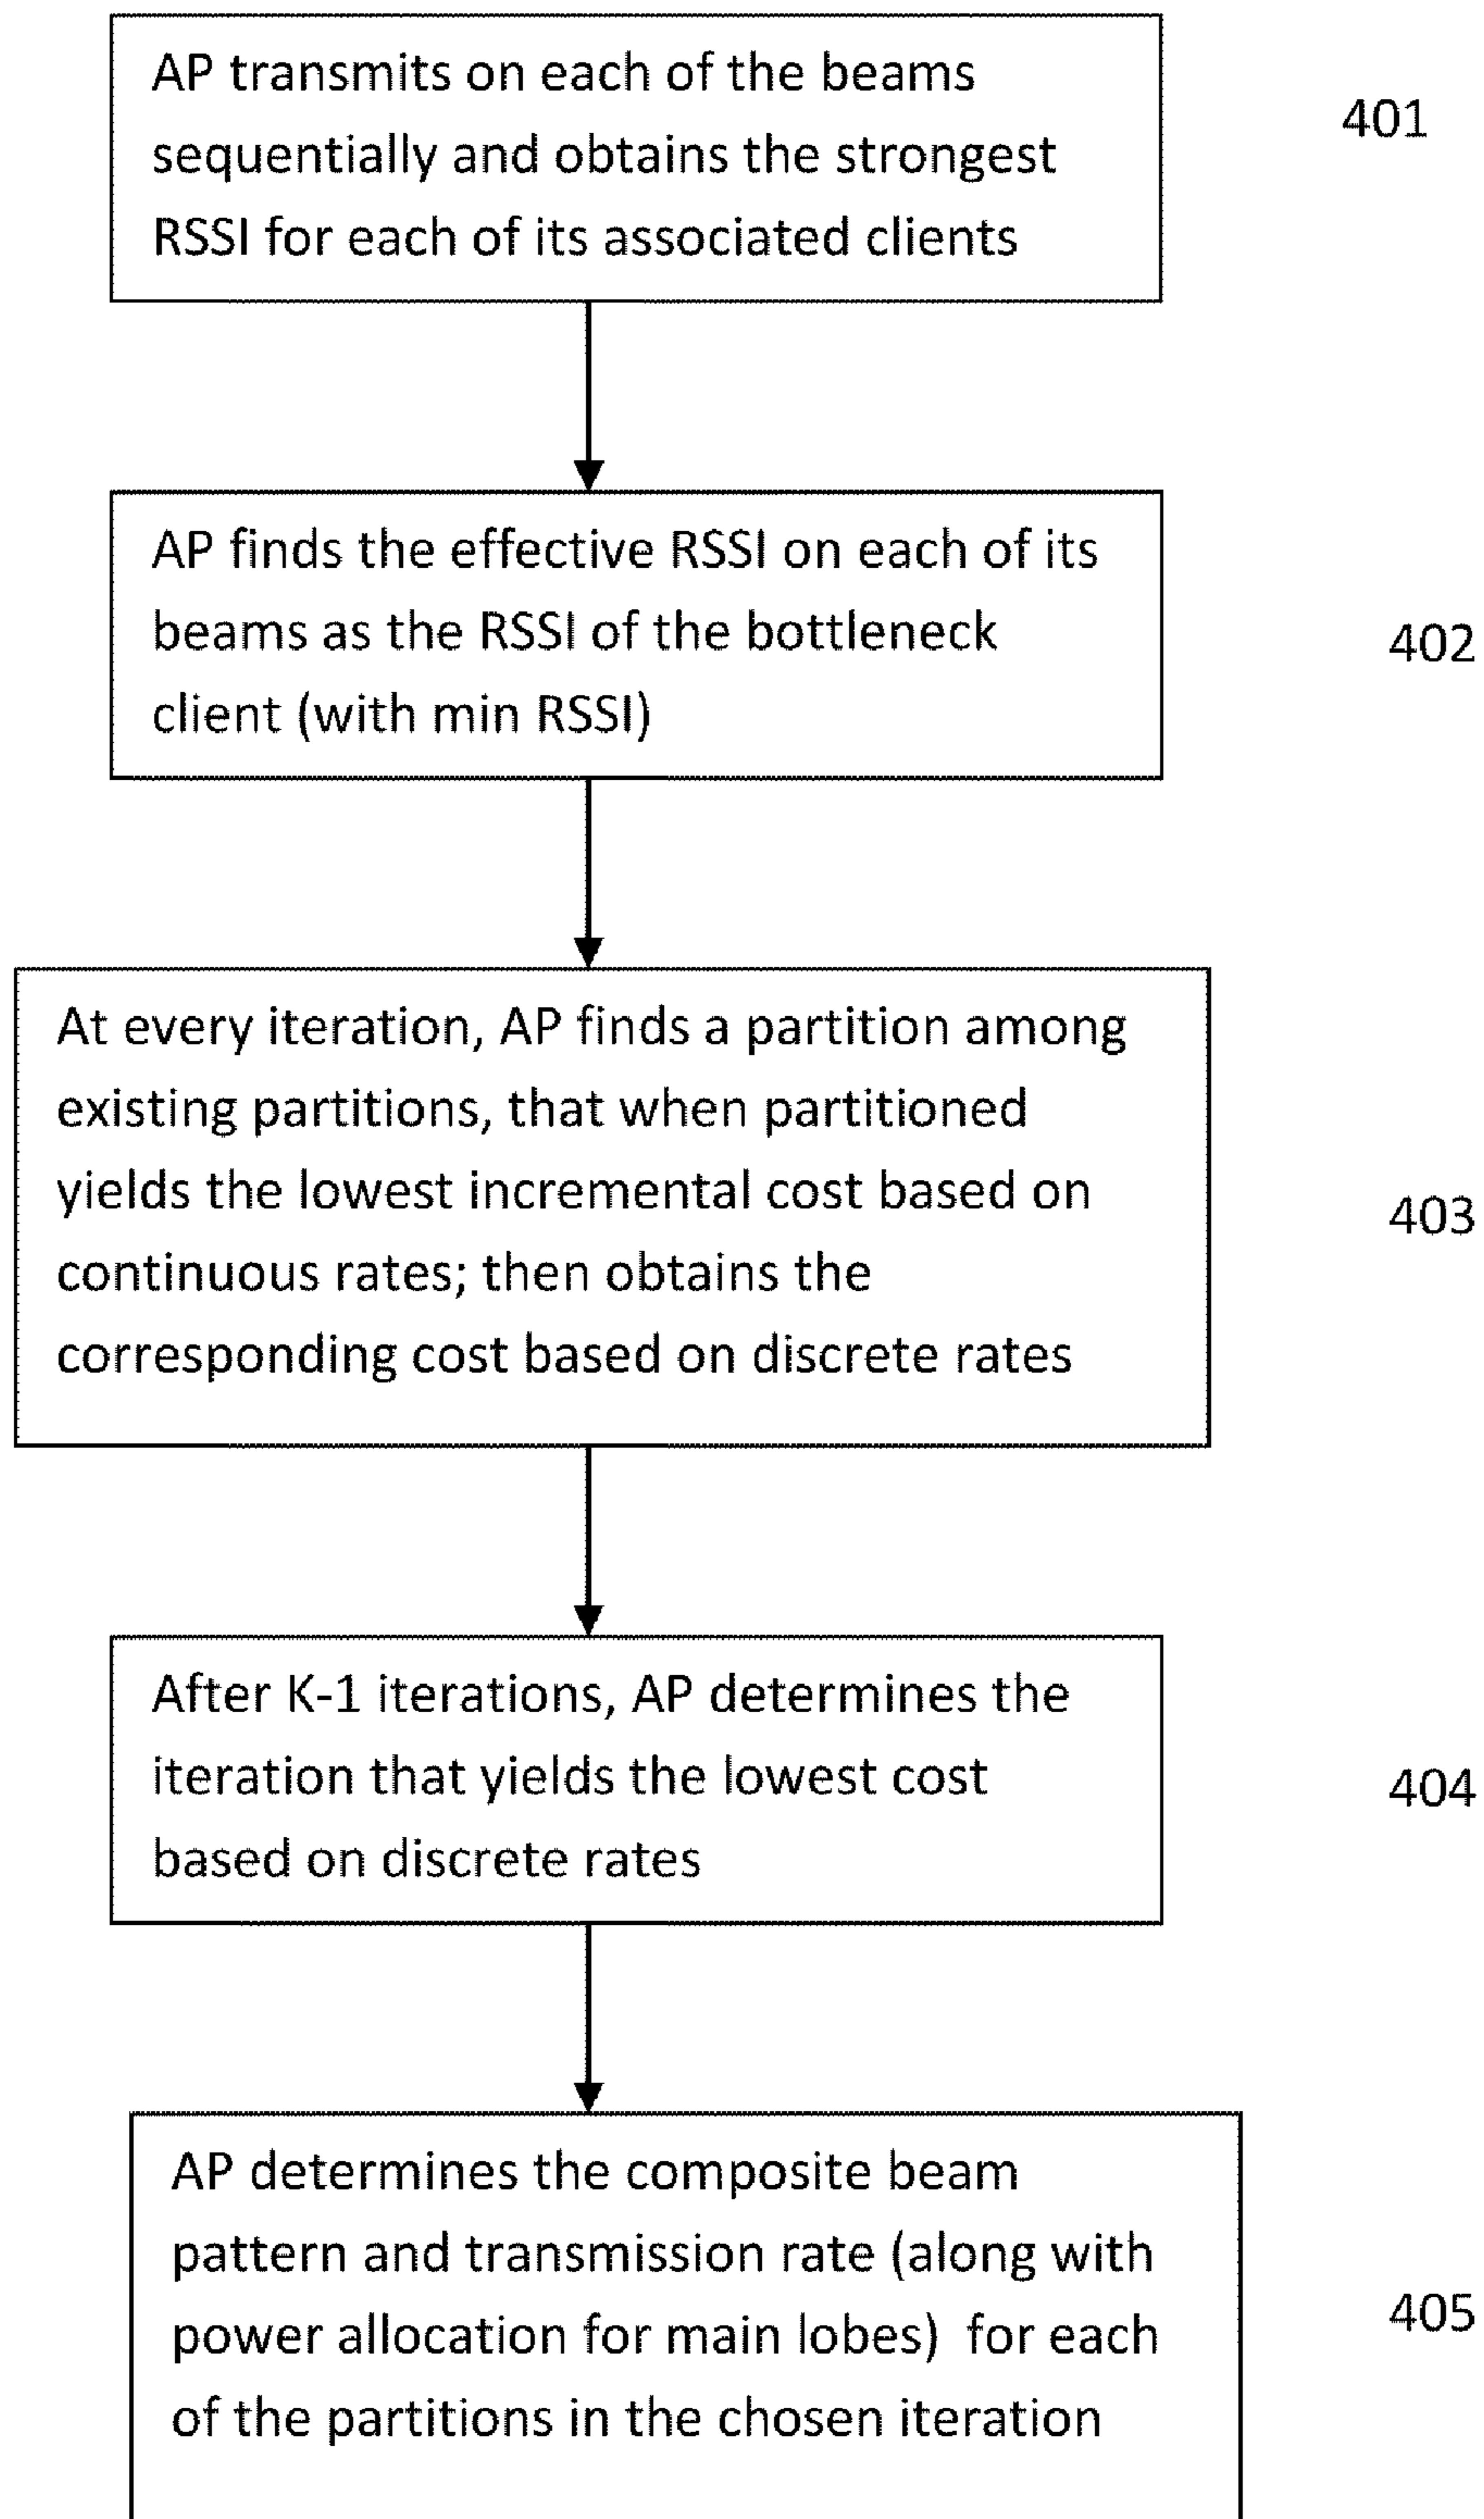 AP transmits on each of the beams
sequentially and obtains the strongest
RSSI for each of its associated clients
401
AP finds the effective RSSI on each of its
beams as the RSSI of the bottleneck
client (with min RSSI)
402
At every iteration, AP finds a partition among
existing partitions, that when partitioned
yields the lowest incremental cost based on
continuous rates; then obtains the
corresponding cost based on discrete rates
403
After K-1 iterations, AP determines the
iteration that yields the lowest cost
based on discrete rates
404
AP determines the composite beam
pattern and transmission rate (along with
power allocation for main lobes) for each
of the partitions in the chosen iteration
405